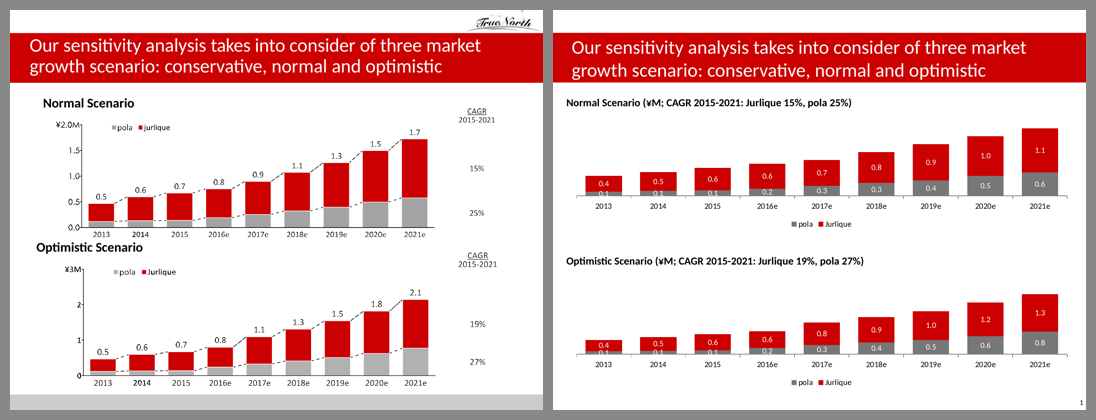 True North
Our sensitivity analysis takes into consider of three market
growth scenario: conservative, normal and optimistic
Normal Scenario
CAGR
2015-2021
¥2.0M
pola Jurlique
1.5
1.0
0.5
0.0
0.5 0.6 0.7 0.8 0.9 1.1 1.3 1.5 1.7
15%
25%
2013 2014 2015 2016e 2017e 2018e 2019e 2020e 2021e
Optimistic Scenario
CAGR
2015-2021
¥3M
pola Jurlique
2
1
0
0.5 0.6 0.7 0.8 1.1 1.3 1.5 1.8 2.1
19%
27%
2013 2014 2015 2016e 2017e 2018e 2019e 2020e 2021e
Our sensitivity analysis takes into consider of three market
growth scenario: conservative, normal and optimistic
Normal Scenario (¥M; CAGR 2015-2021: Jurlique 15%, pola 25%)
0.4 0.5 0.6 0.6 0.7 0.8 0.9 1.0 1.1
0.1 0.1 0.1 0.2 0.3 0.3 0.4 0.5 0.6
2013 2014 2015 2016e 2017e 2018e 2019e 2020e 2021e
pola Jurlique
Optimistic Scenario (¥M; CAGR 2015-2021: Jurlique 19%, pola 27%)
0.4 0.5 0.6 0.6 0.8 0.9 1.0 1.2 1.3
0.1 0.1 0.1 0.2 0.3 0.4 0.5 0.6 0.8
2013 2014 2015 2016e 2017e 2018e 2019e 2020e 2021e
pola Jurlique
1